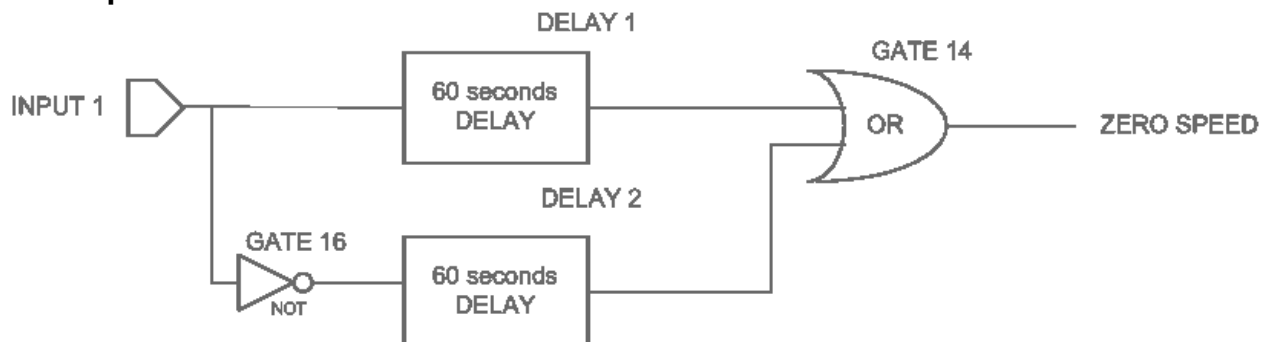 DELAY 1
GATE 14
INPUT 1
60 seconds
DELAY
OR
ZERO SPEED
DELAY 2
GATE 16
NOT
60 seconds
DELAY